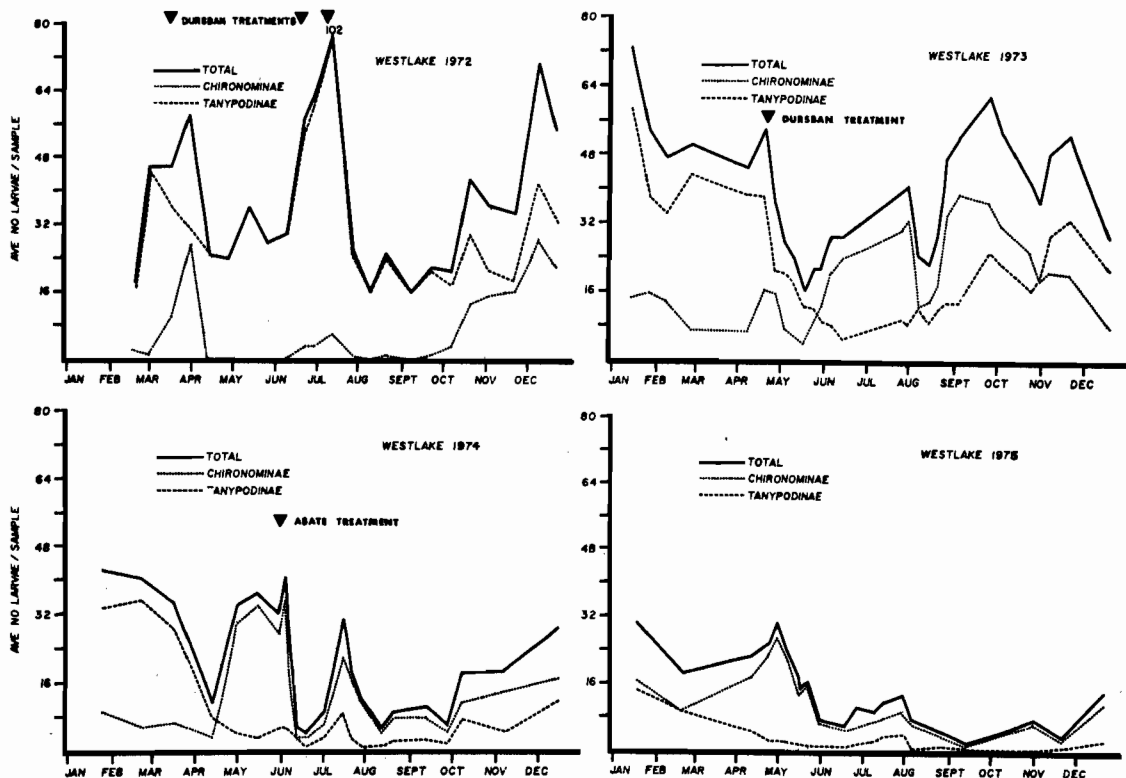 80
64
48
32
16
AVE NO LARVAE / SAMPLE
DURSBAN TREATMENTS
102
WESTLAKE 1972
TOTAL
CHIRONOMINAE
TANYPODINAE
JAN FEB MAR APR MAY JUN JUL AUG SEPT OCT NOV DEC
80
64
48
32
16
WESTLAKE 1973
TOTAL
CHIRONOMINAE
TANYPODINAE
DURSBAN TREATMENT
JAN FEB MAR APR MAY JUN JUL AUG SEPT OCT NOV DEC
80
64
48
32
16
AVE NO LARVAE / SAMPLE
WESTLAKE 1974
TOTAL
CHIRONOMINAE
TANYPODINAE
ABATE TREATMENT
JAN FEB MAR APR MAY JUN JUL AUG SEPT OCT NOV DEC
80
64
48
32
16
WESTLAKE 1975
TOTAL
CHIRONOMINAE
TANYPODINAE
JAN FEB MAR APR MAY JUN JUL AUG SEPT OCT NOV DEC